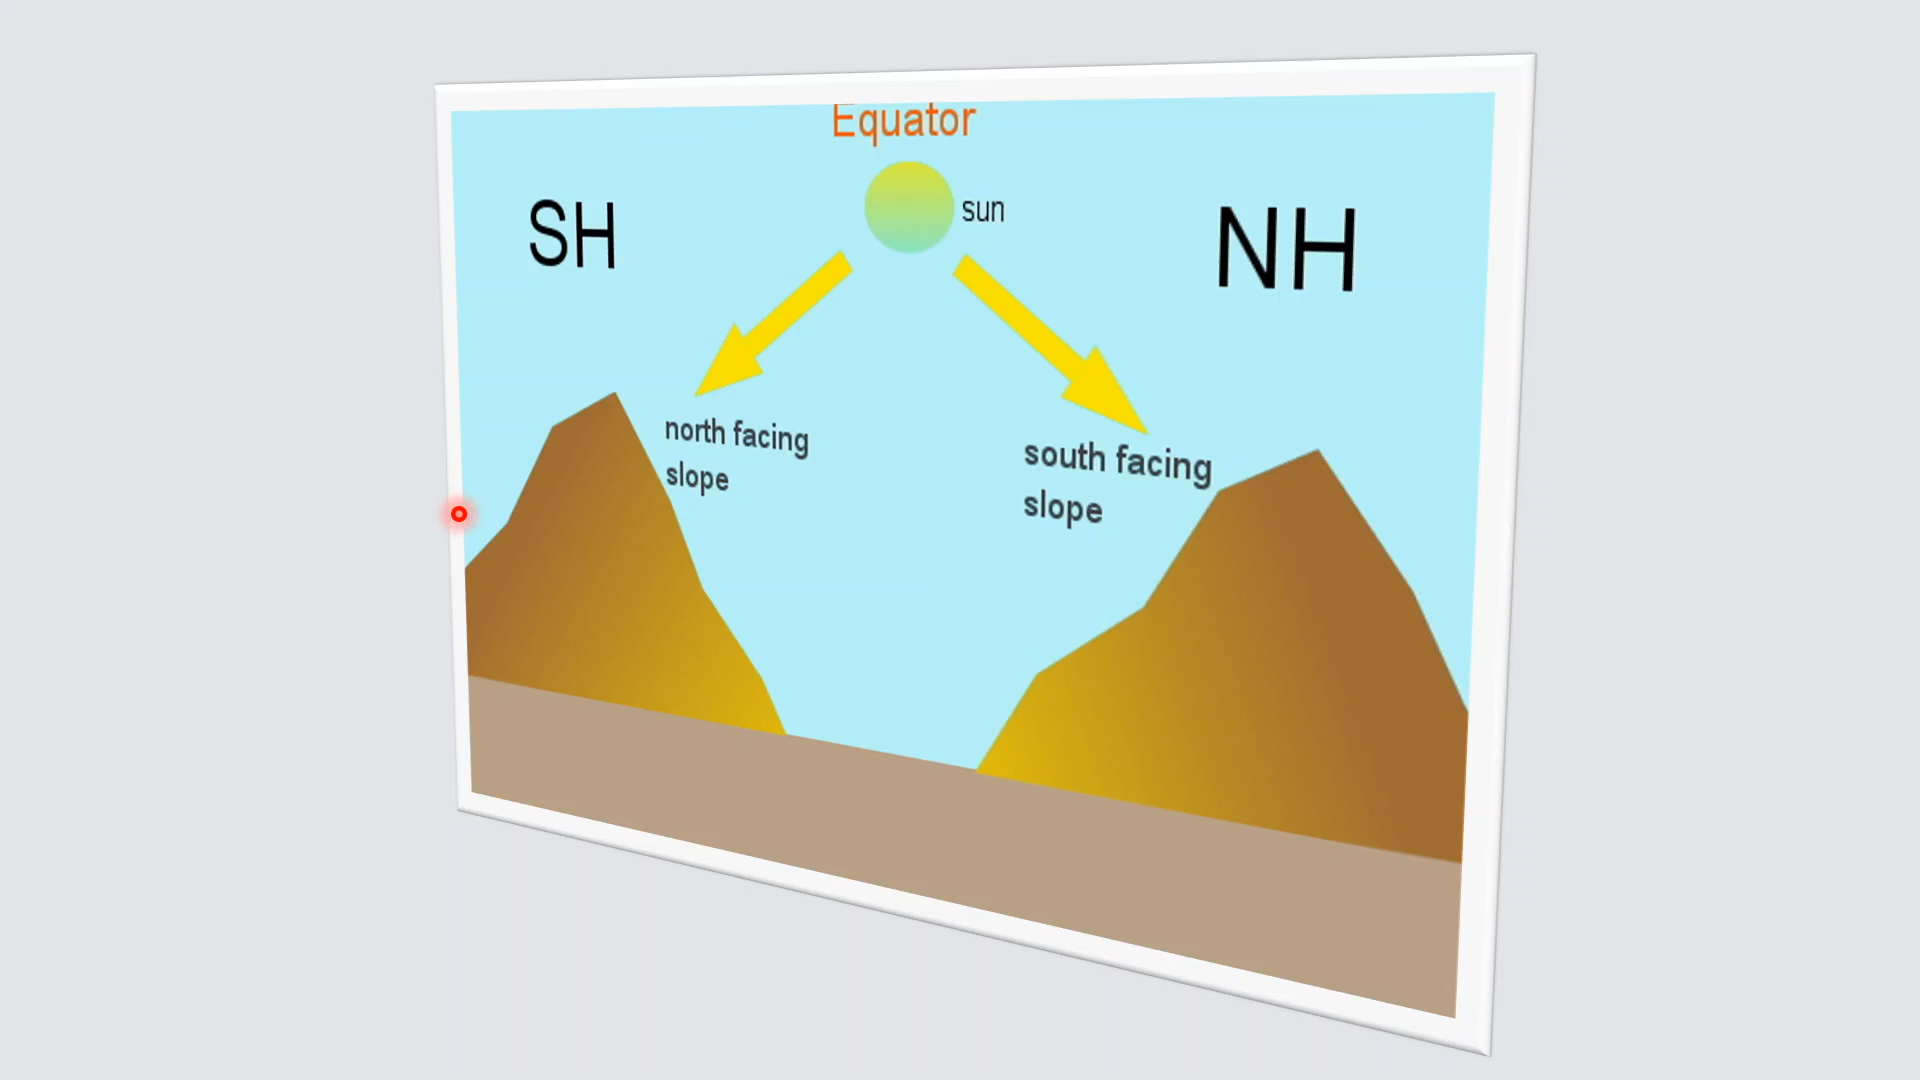 Equator
sun
SH
NH
north facing
slope
south facing
slope